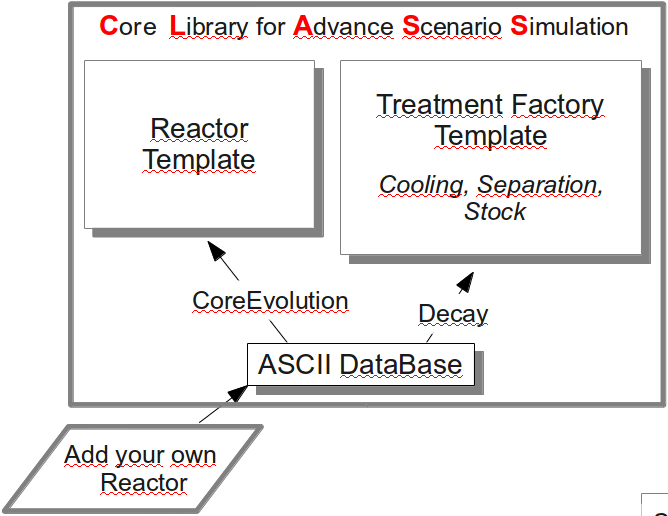 Core Library for Advance Scenario Simulation
Reactor
Template
Treatment Factory
Template
Cooling, Separation,
Stock
CoreEvolution
Decay
ASCII DataBase
Add your own
Reactor